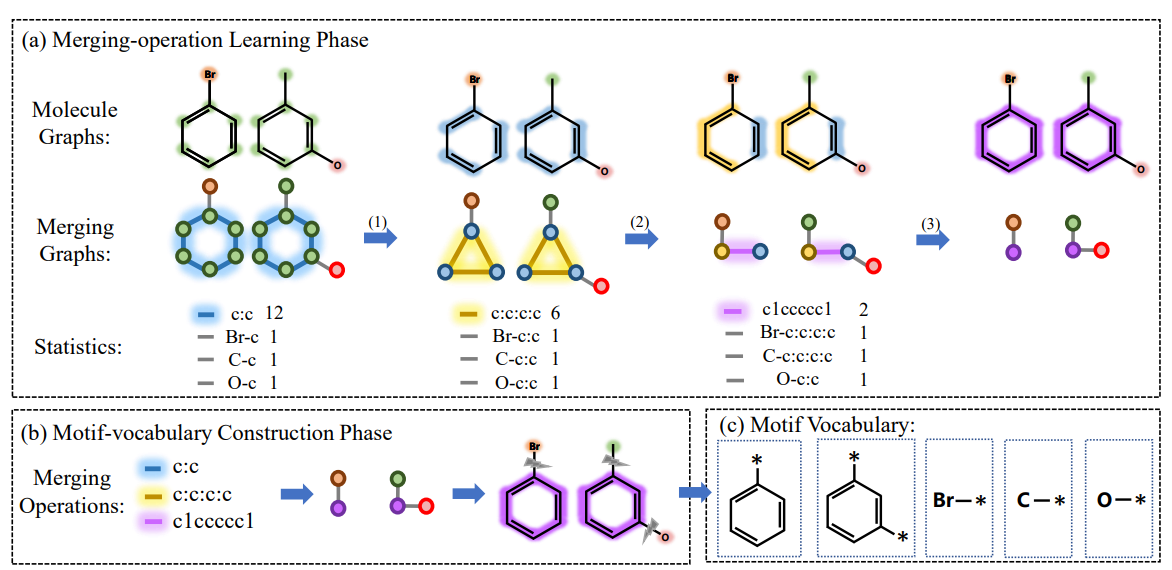 (a) Merging-operation Learning Phase
Molecule Graphs:
Br O Br O Br O Br O
Merging Graphs:
(1) (2) (3)
Statistics:
c:c 12
Br-c 1
C-c 1
O-c 1
c:c:c:c 6
Br-c:c 1
C-c:c 1
O-c:c 1
c1ccccc1 2
Br-c:c:c:c 1
C-c:c:c:c 1
O-c:c 1
(b) Motif-vocabulary Construction Phase
Merging Operations:
c:c
c:c:c:c
c1ccccc1
Br O
(c) Motif Vocabulary:
* * * Br-* C-* O-*